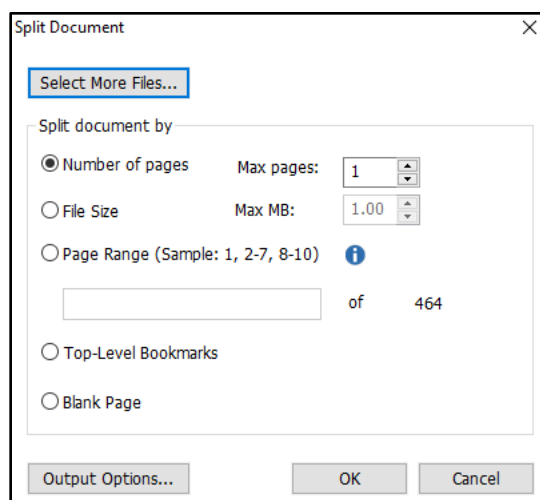 Split Document
Select More Files...
Split document by
Number of pages Max pages: 1
File Size Max MB: 1.00
Page Range (Sample: 1, 2-7, 8-10)
of 464
Top-Level Bookmarks
Blank Page
Output Options... OK Cancel